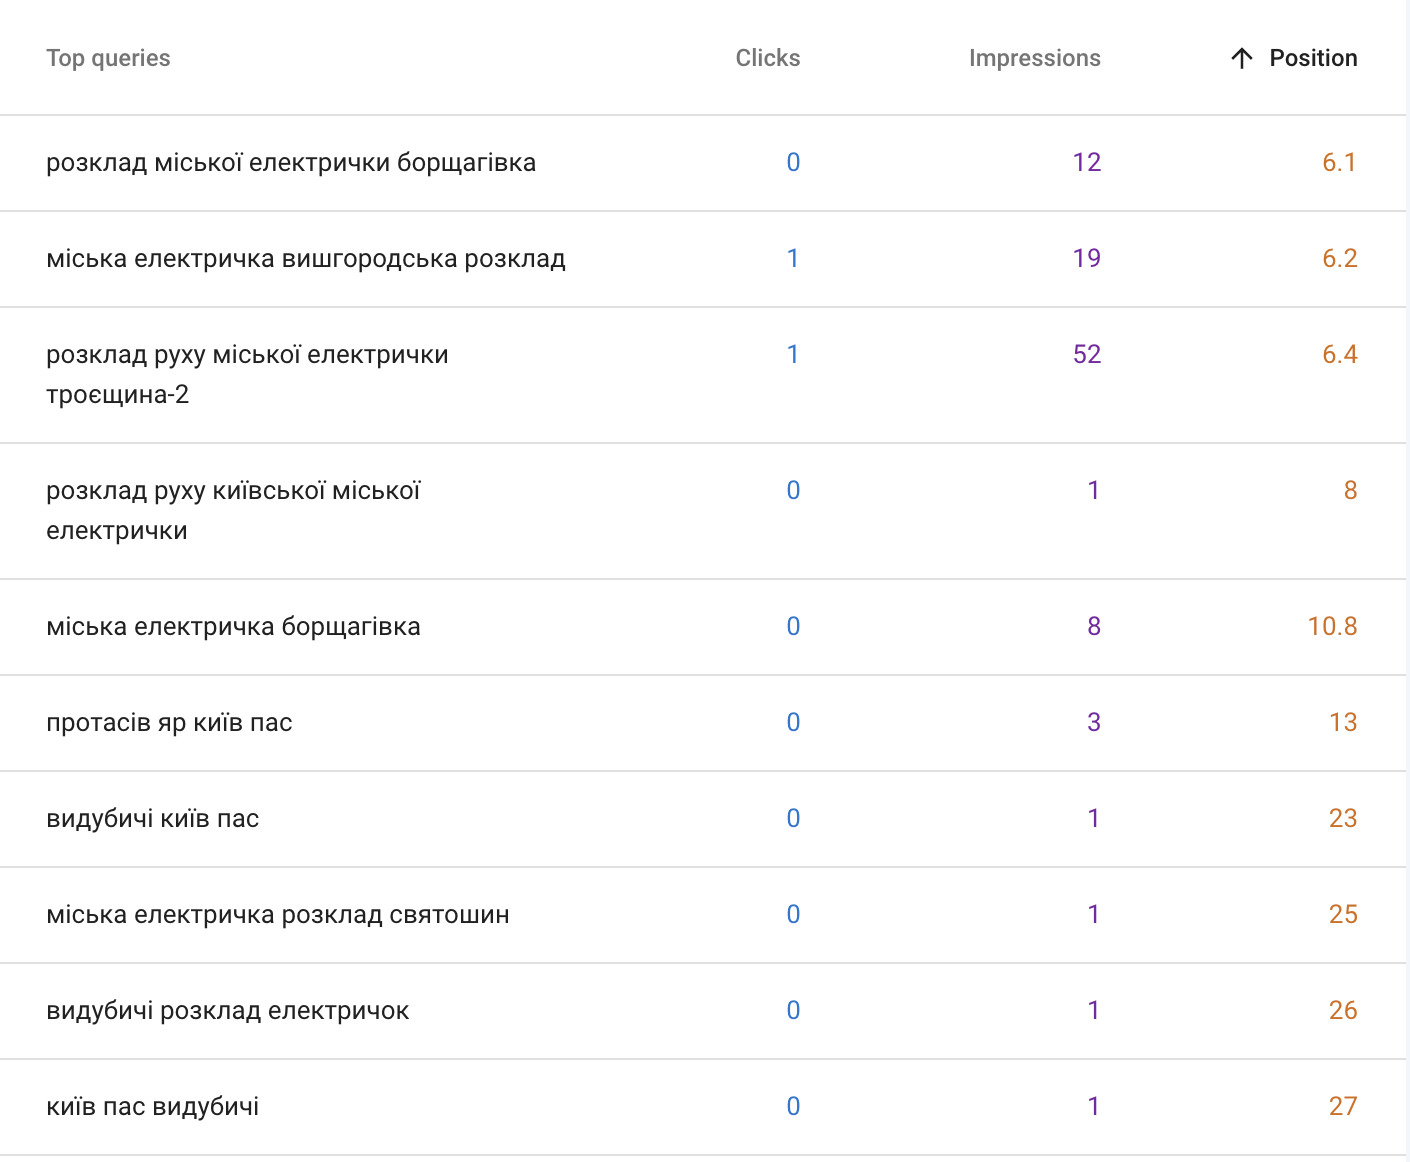 Top queries Clicks Impressions ↑ Position
розклад міської електрички борщагівка 0 12 6.1
міська електричка вишгородська розклад 1 19 6.2
розклад руху міської електрички 1 52 6.4
троєщина-2
розклад руху київської міської 0 1 8
електрички
міська електричка борщагівка 0 8 10.8
протасів яр київ пас 0 3 13
видубичі київ пас 0 1 23
міська електричка розклад святошин 0 1 25
видубичі розклад електричок 0 1 26
київ пас видубичі 0 1 27